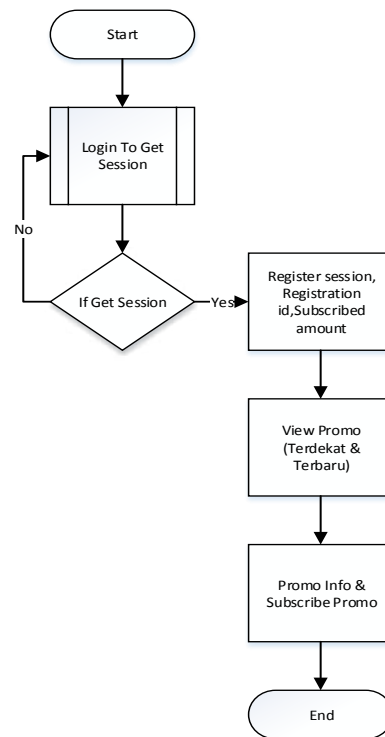 Start
Login To Get
Session
No
If Get Session
Yes
Register session,
Registration
id,Subscribed
amount
View Promo
(Terdekat &
Terbaru)
Promo Info &
Subscribe Promo
End